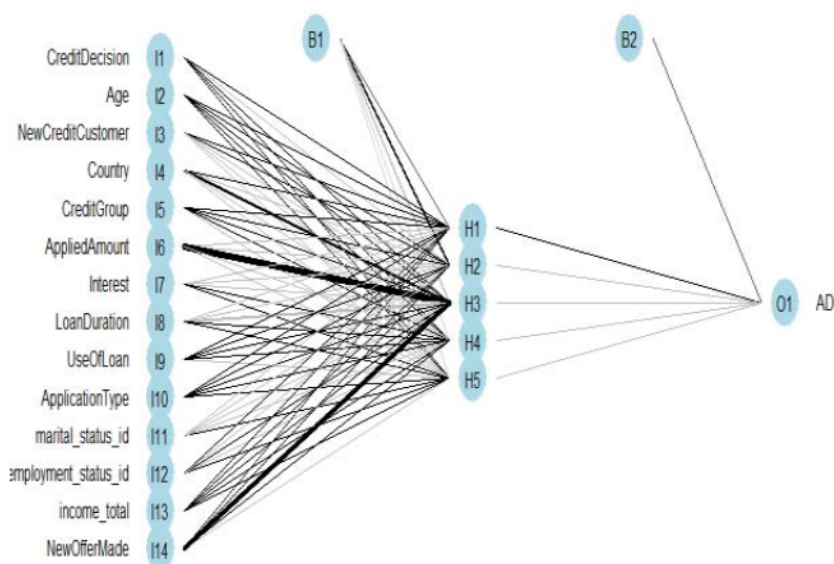 B1
B2
CreditDecision I1
Age I2
NewCreditCustomer I3
Country I4
CreditGroup I5
AppliedAmount I6
Interest I7
LoanDuration I8
UseOfLoan I9
ApplicationType I10
marital_status_id I11
employment_status_id I12
income_total I13
NewOfferMade I14
H1
H2
H3
H4
H5
O1 AD